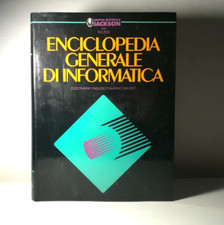 JACKSON
ENCICLOPEDIA
GENERALE
DI INFORMATICA